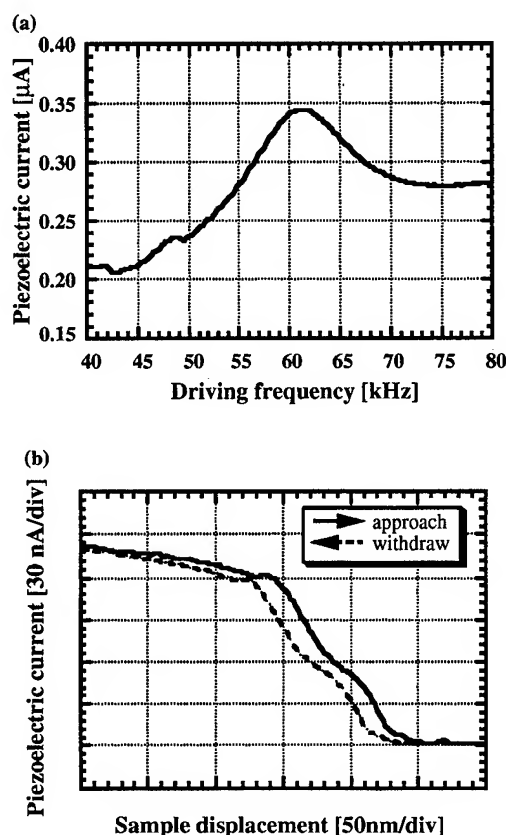 (a)
Piezoelectric current [μA]
0.40
0.35
0.30
0.25
0.20
0.15
40 45 50 55 60 65 70 75 80
Driving frequency [kHz]
(b)
Piezoelectric current [30 nA/div]
approach
withdraw
Sample displacement [50nm/div]